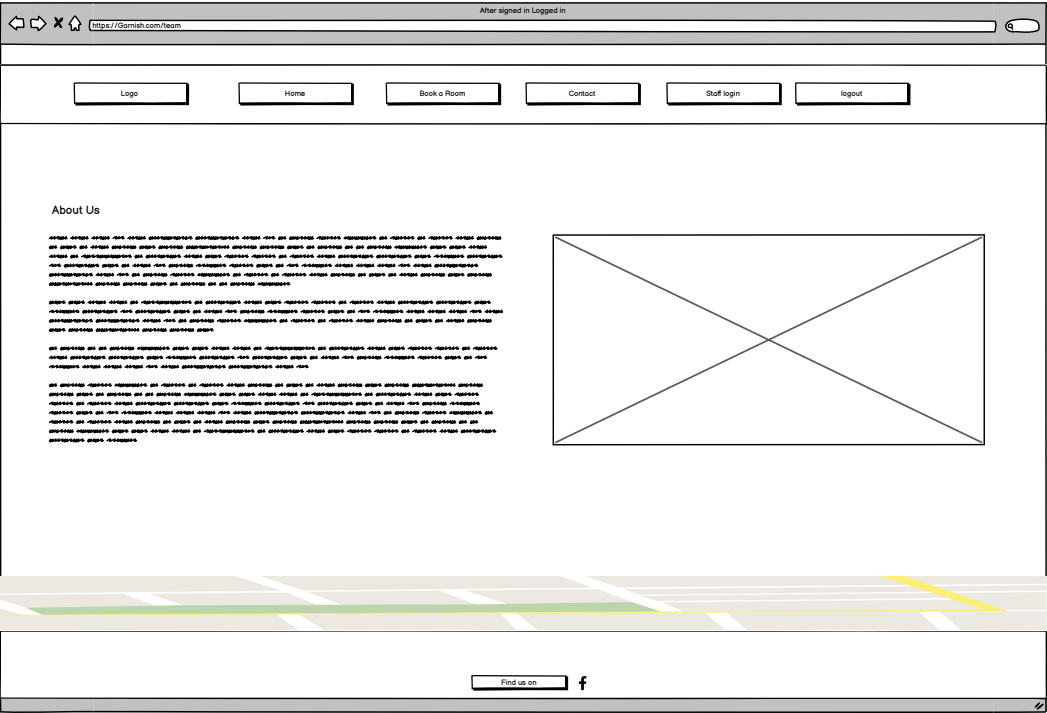 After signed in Logged in
https://Garnish.com/team
Logo
Home
Book a Room
Contact
Staff login
logout
About Us
Find us on